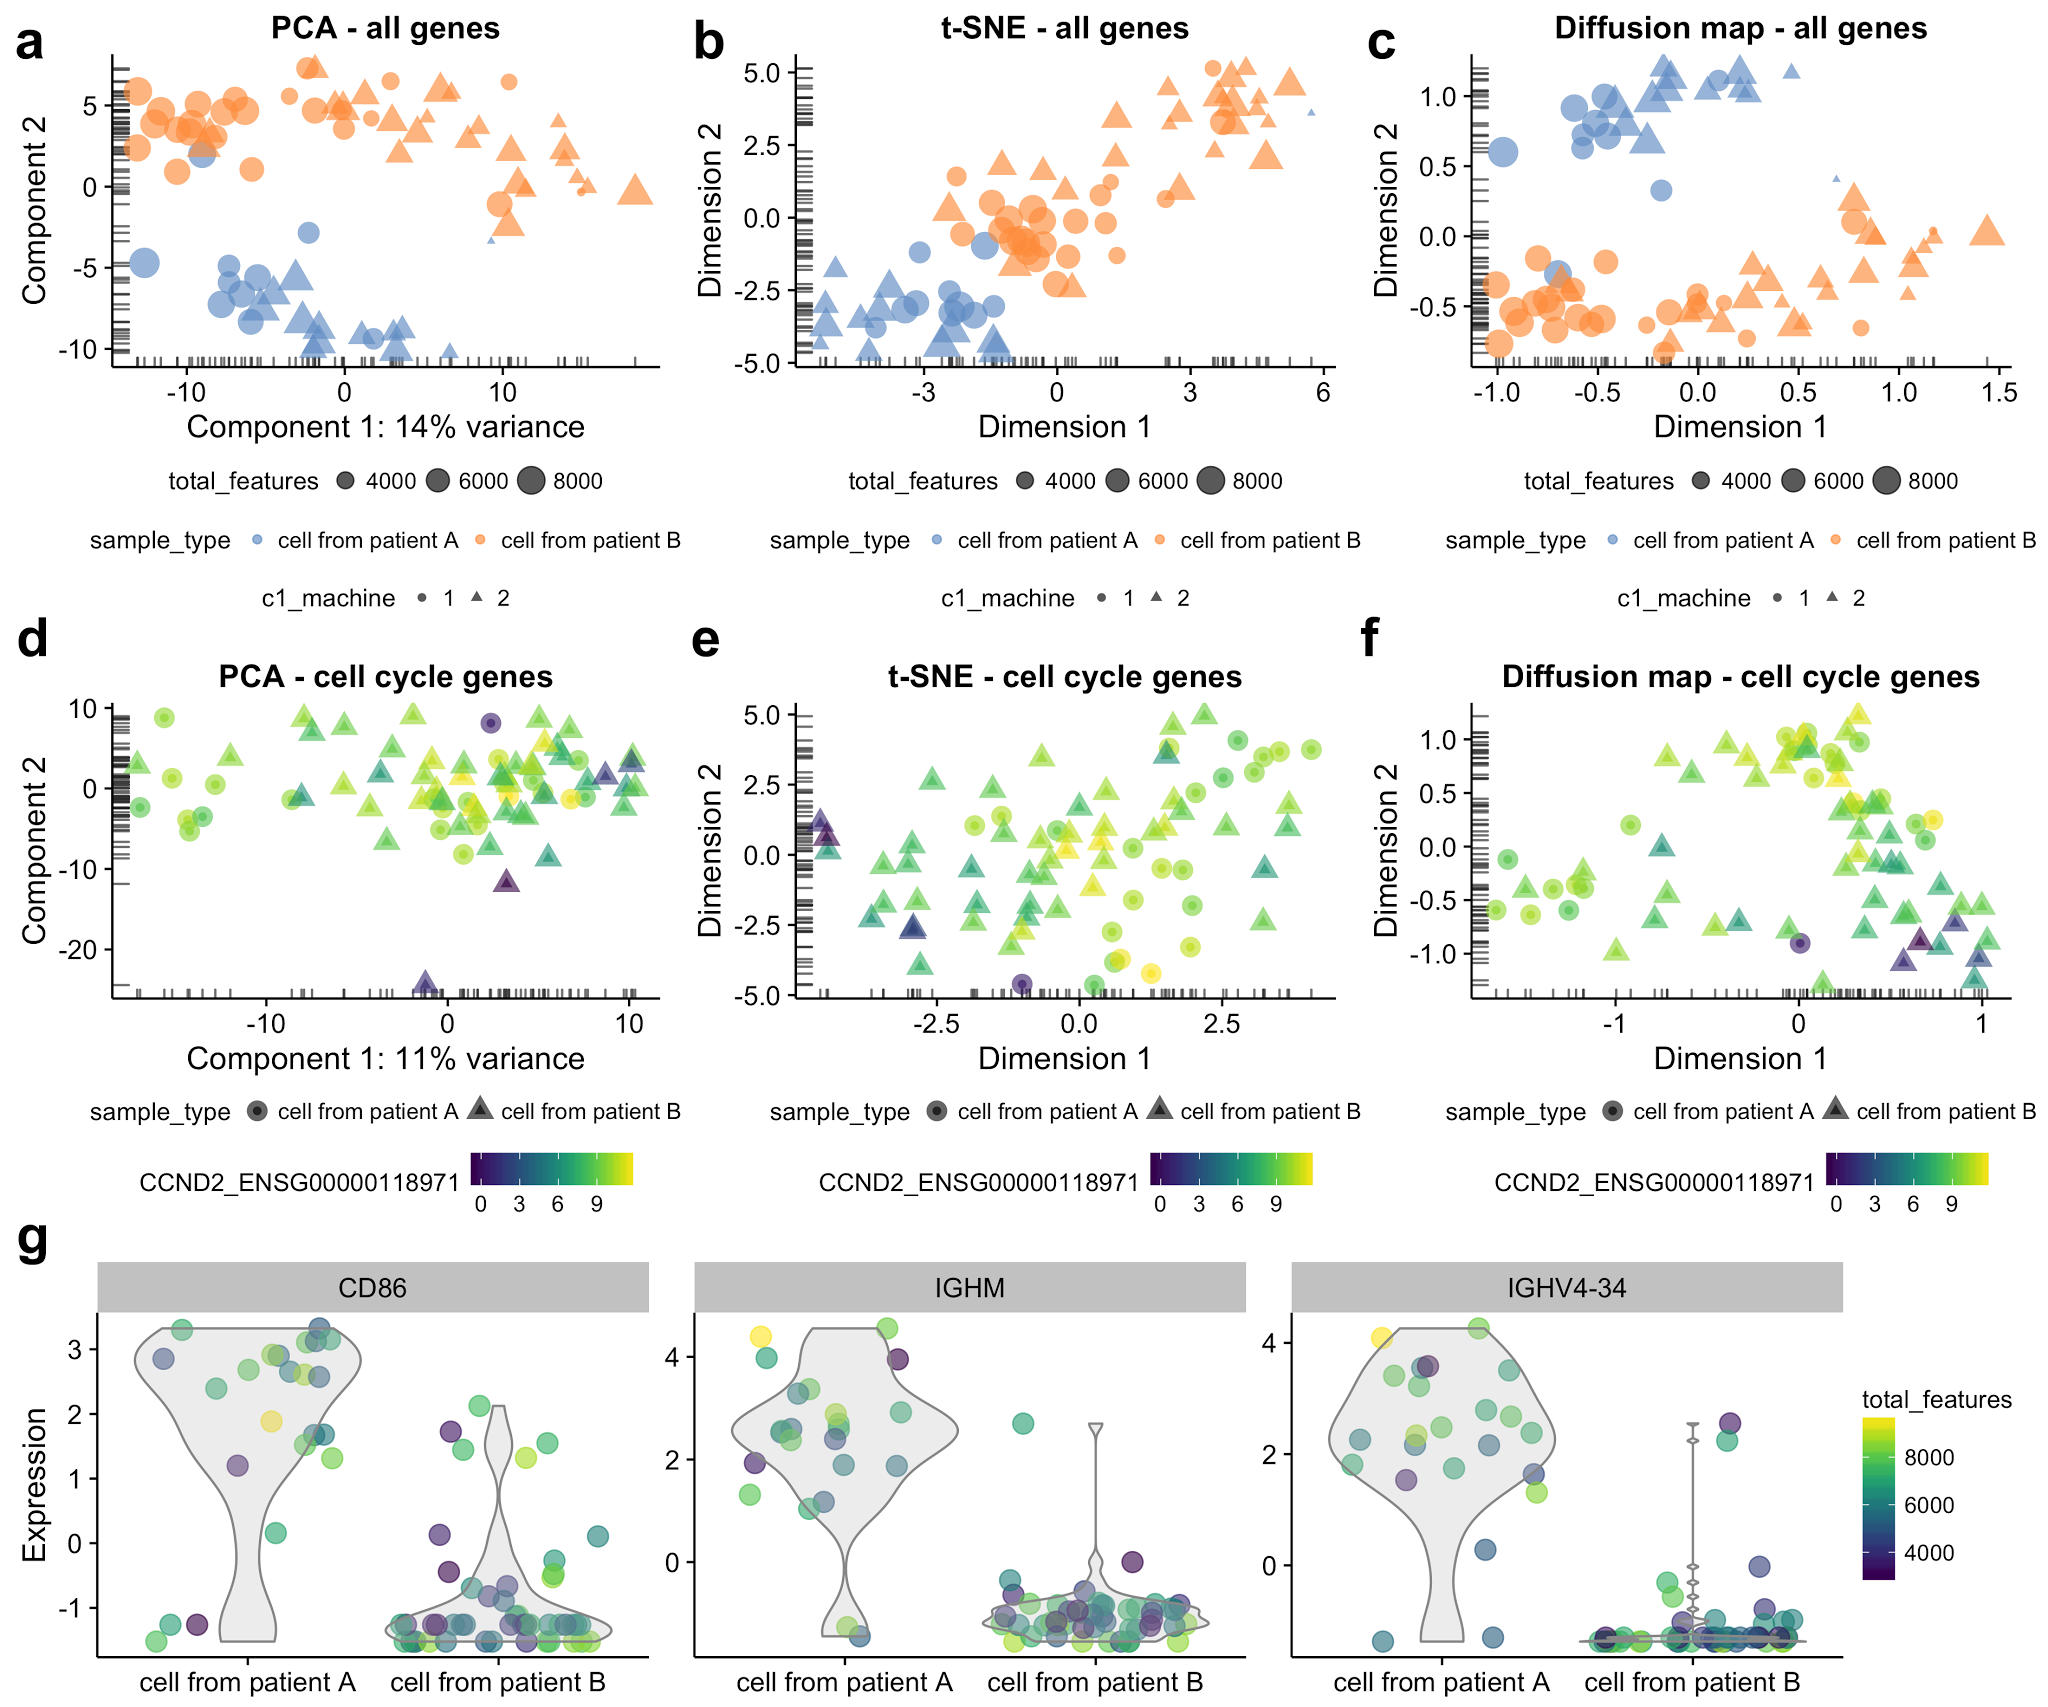 a
PCA - all genes
Component 2
5
0
-5
-10
-10 0 10
Component 1: 14% variance
total_features 4000 6000 8000
sample_type cell from patient A cell from patient B
c1_machine 1 2
b
t-SNE - all genes
Dimension 2
5.0
2.5
0.0
-2.5
-5.0
-3 0 3 6
Dimension 1
total_features 4000 6000 8000
sample_type cell from patient A cell from patient B
c1_machine 1 2
c
Diffusion map - all genes
Dimension 2
1.0
0.5
0.0
-0.5
-1.0 -0.5 0.0 0.5 1.0 1.5
Dimension 1
total_features 4000 6000 8000
sample_type cell from patient A cell from patient B
c1_machine 1 2
d
PCA - cell cycle genes
Component 2
10
0
-10
-20
-10 0 10
Component 1: 11% variance
sample_type cell from patient A cell from patient B
CCND2_ENSG00000118971
0 3 6 9
e
t-SNE - cell cycle genes
Dimension 2
5.0
2.5
0.0
-2.5
-5.0
-2.5 0.0 2.5
Dimension 1
sample_type cell from patient A cell from patient B
CCND2_ENSG00000118971
0 3 6 9
f
Diffusion map - cell cycle genes
Dimension 2
1.0
0.5
0.0
-0.5
-1.0
-1 0 1
Dimension 1
sample_type cell from patient A cell from patient B
CCND2_ENSG00000118971
0 3 6 9
g
Expression
CD86
3
2
1
0
-1
cell from patient A cell from patient B
IGHM
4
2
0
cell from patient A cell from patient B
IGHV4-34
4
2
0
cell from patient A cell from patient B
total_features
8000
6000
4000